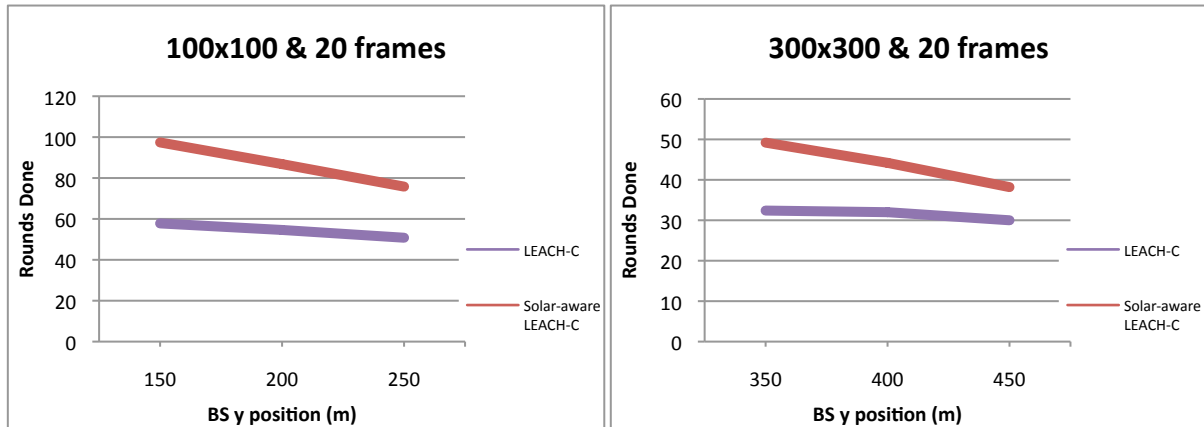 100x100 & 20 frames
120
100
80
60
40
20
0
Rounds Done
150 200 250
BS y position (m)
LEACH-C
Solar-aware
LEACH-C
300x300 & 20 frames
60
50
40
30
20
10
0
Rounds Done
350 400 450
BS y position (m)
LEACH-C
Solar-aware
LEACH-C